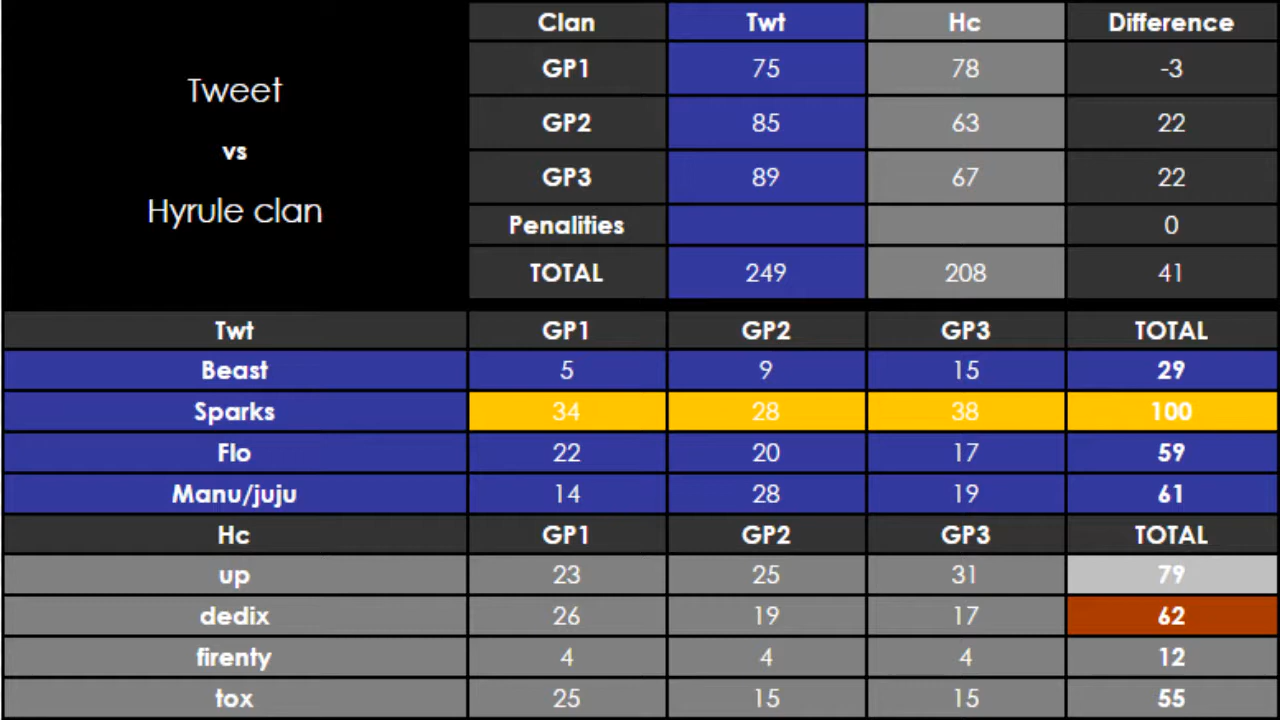 Tweet
vs
Hyrule clan
Clan Twt Hc Difference
GP1 75 78 -3
GP2 85 63 22
GP3 89 67 22
Penalities 0
TOTAL 249 208 41
Twt GP1 GP2 GP3 TOTAL
Beast 5 9 15 29
Sparks 34 28 38 100
Flo 22 20 17 59
Manu/juju 14 28 19 61
Hc GP1 GP2 GP3 TOTAL
up 23 25 31 79
dedix 26 19 17 62
firenty 4 4 4 12
tox 25 15 15 55